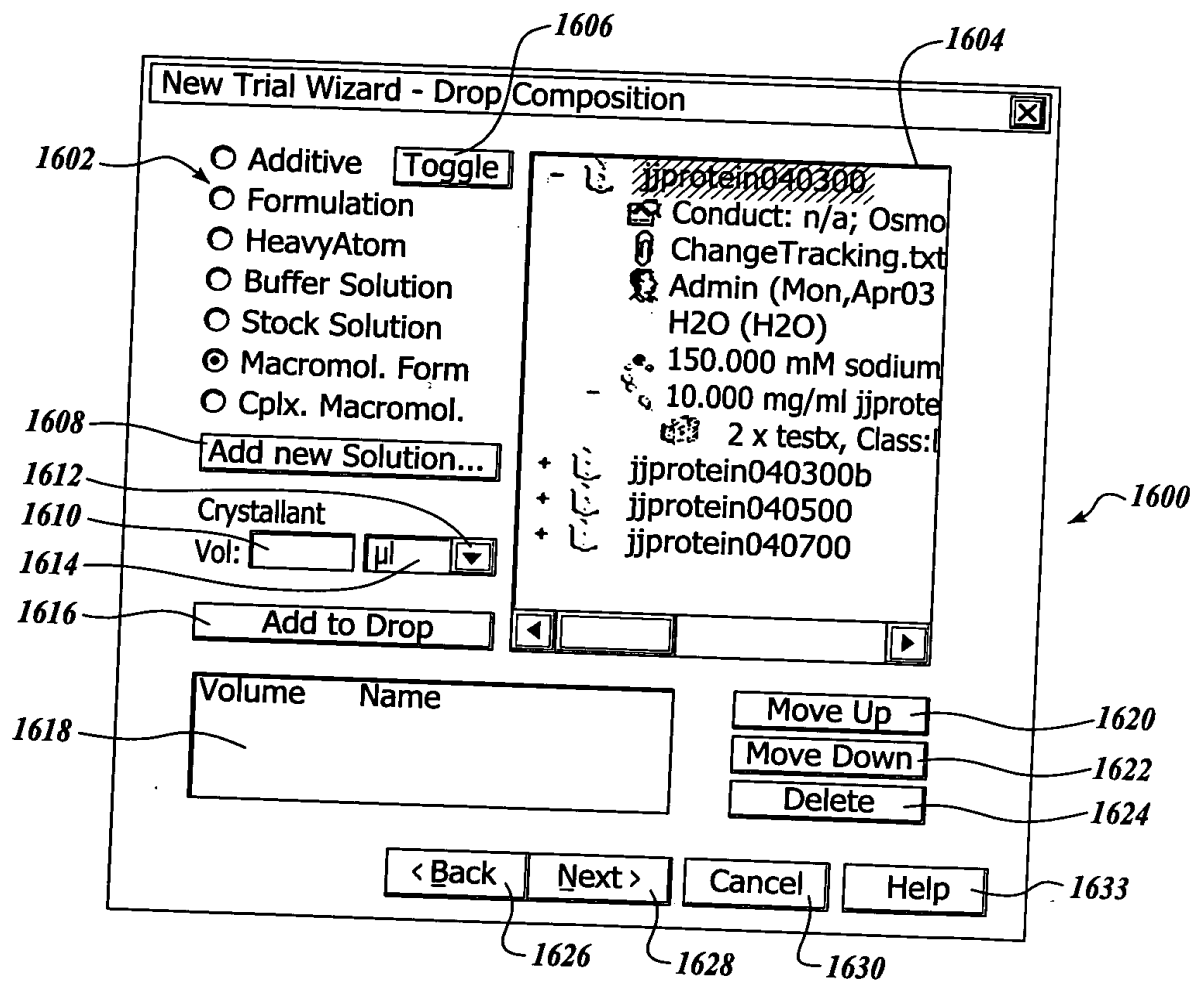 1606
1604
New Trial Wizard - Drop Composition
1602
Additive
Toggle
Formulation
HeavyAtom
Buffer Solution
Stock Solution
Macromol. Form
Cplx. Macromol.
jjprotein040300
Conduct: n/a; Osmo
ChangeTracking.txt
Admin (Mon,Apr03
H2O (H2O)
150.000 mM sodium
10.000 mg/ml jjprote
2 x testx, Class:
jjprotein040300b
jjprotein040500
jjprotein040700
1608
Add new Solution...
1612
1610
Crystallant
Vol:
µl
1614
1600
1616
Add to Drop
Volume Name
1618
Move Up
1620
Move Down
1622
Delete
1624
< Back
Next >
Cancel
Help
1633
1626
1628
1630